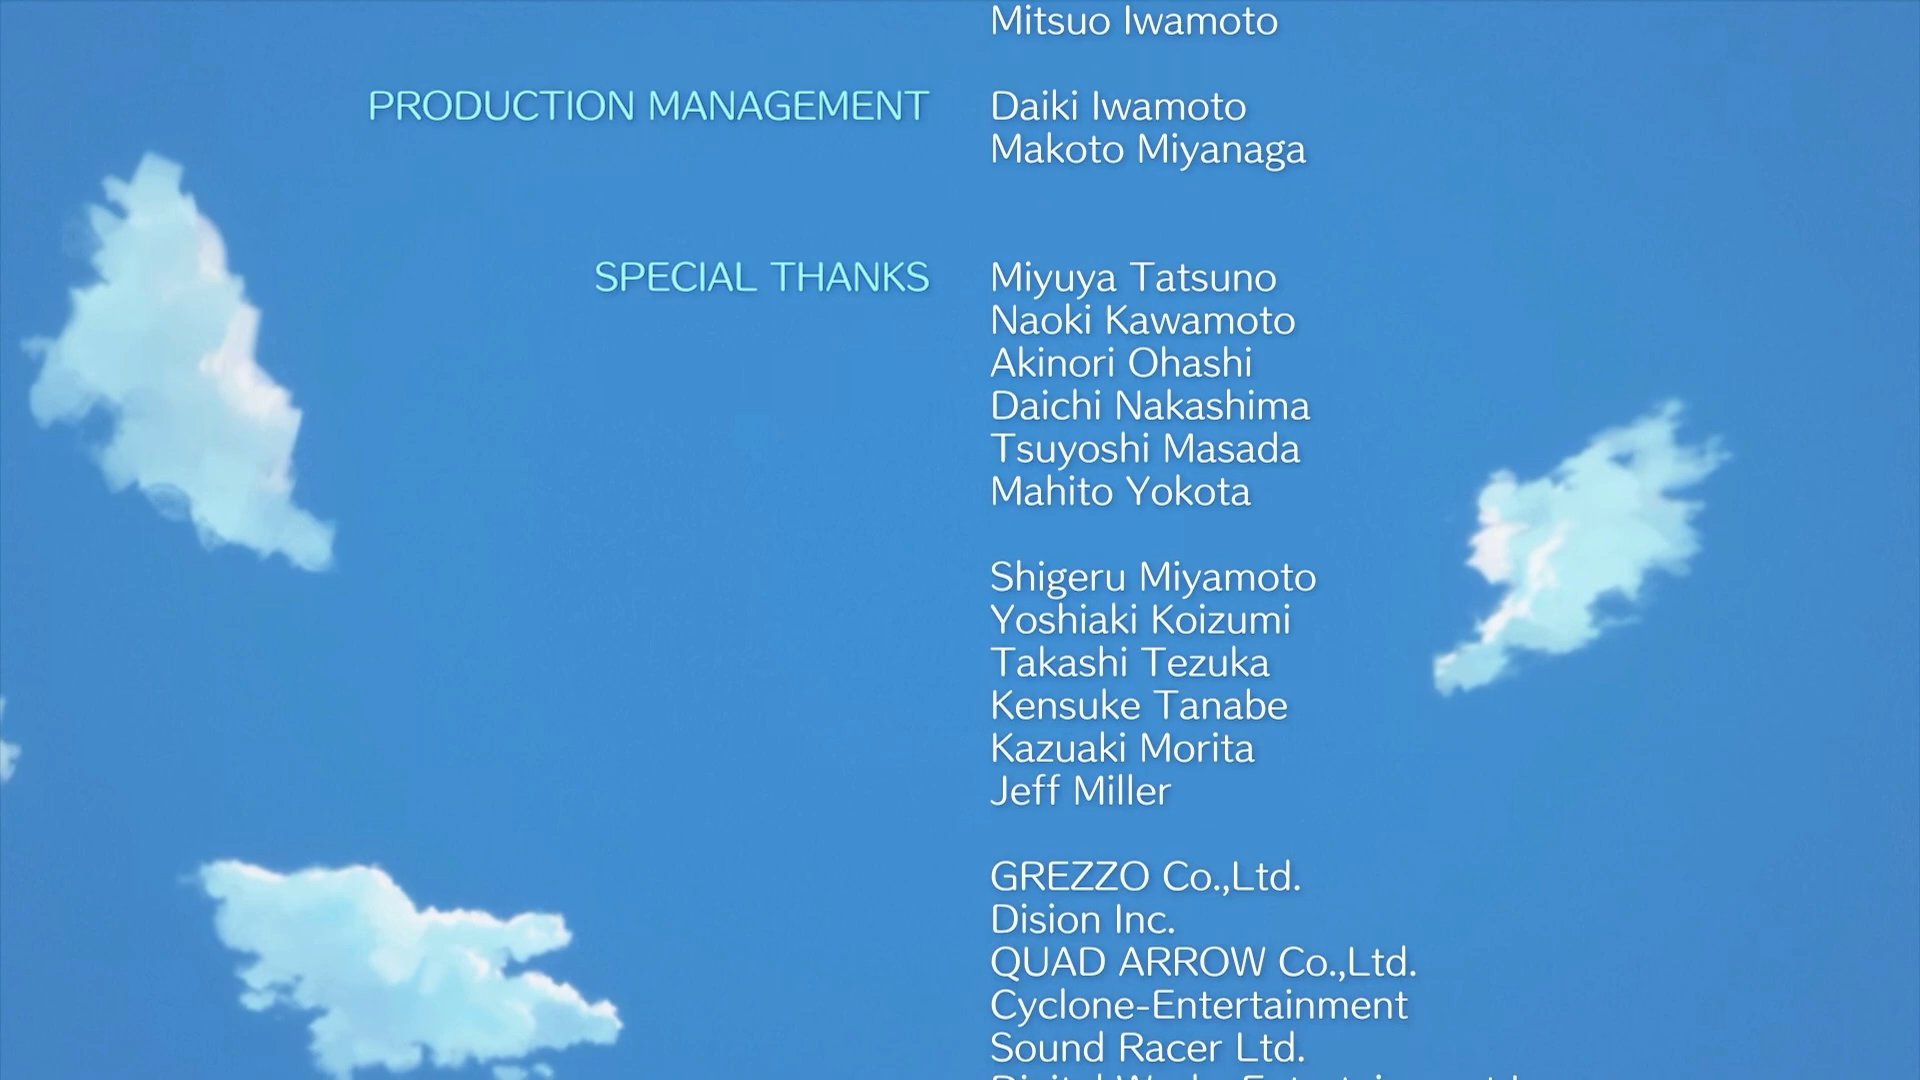 Mitsuo Iwamoto
PRODUCTION MANAGEMENT Daiki Iwamoto
Makoto Miyanaga
SPECIAL THANKS Miyuya Tatsuno
Naoki Kawamoto
Akinori Ohashi
Daichi Nakashima
Tsuyoshi Masada
Mahito Yokota
Shigeru Miyamoto
Yoshiaki Koizumi
Takashi Tezuka
Kensuke Tanabe
Kazuaki Morita
Jeff Miller
GREZZO Co.,Ltd.
Dision Inc.
QUAD ARROW Co.,Ltd.
Cyclone-Entertainment
Sound Racer Ltd.